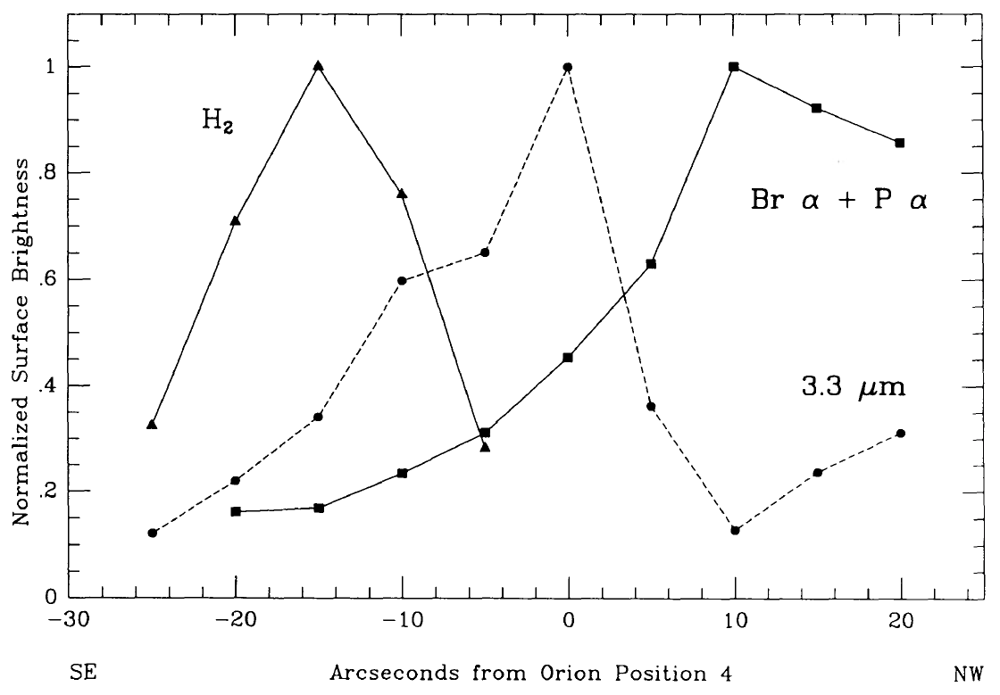 Normalized Surface Brightness
1
.8
.6
.4
.2
0
H₂
Br α + P α
3.3 μm
−30 −20 −10 0 10 20
SE Arcseconds from Orion Position 4 NW